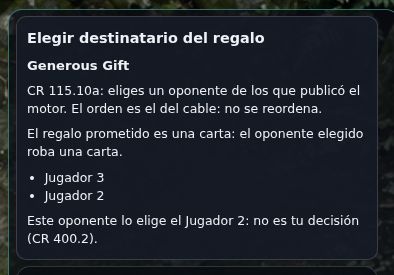 Elegir destinatario del regalo
Generous Gift
CR 115.10a: eliges un oponente de los que publicó el
motor. El orden es el del cable: no se reordena.
El regalo prometido es una carta: el oponente elegido
roba una carta.
• Jugador 3
• Jugador 2
Este oponente lo elige el Jugador 2: no es tu decisión
(CR 400.2).